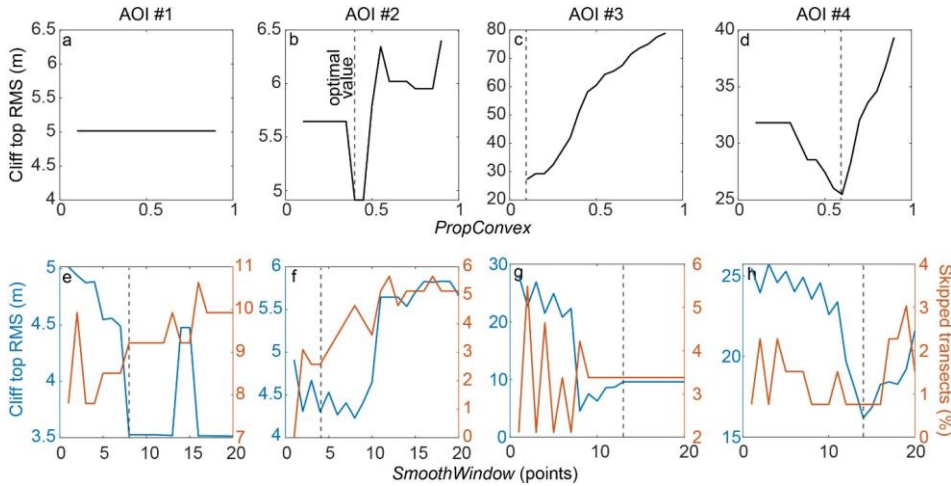 AOI #1 AOI #2 AOI #3 AOI #4
Cliff top RMS (m)
a
6.5
6
5.5
5
4.5
4
0 0.5 1
b
optimal
value
6
5.5
5
0 0.5 1
c
80
70
60
50
40
30
20
0 0.5 1
d
40
35
30
25
0 0.5 1
PropConvex
Cliff top RMS (m)
e
5
4.5
4
3.5
11
10
9
8
7
0 5 10 15 20
f
6
5.5
5
4.5
4
6
5
4
3
2
1
0
0 5 10 15 20
g
30
20
10
0
6
5
4
3
2
0 10 20
h
25
20
15
4
3
2
1
0
0 10 20
Skipped transects (%)
SmoothWindow (points)